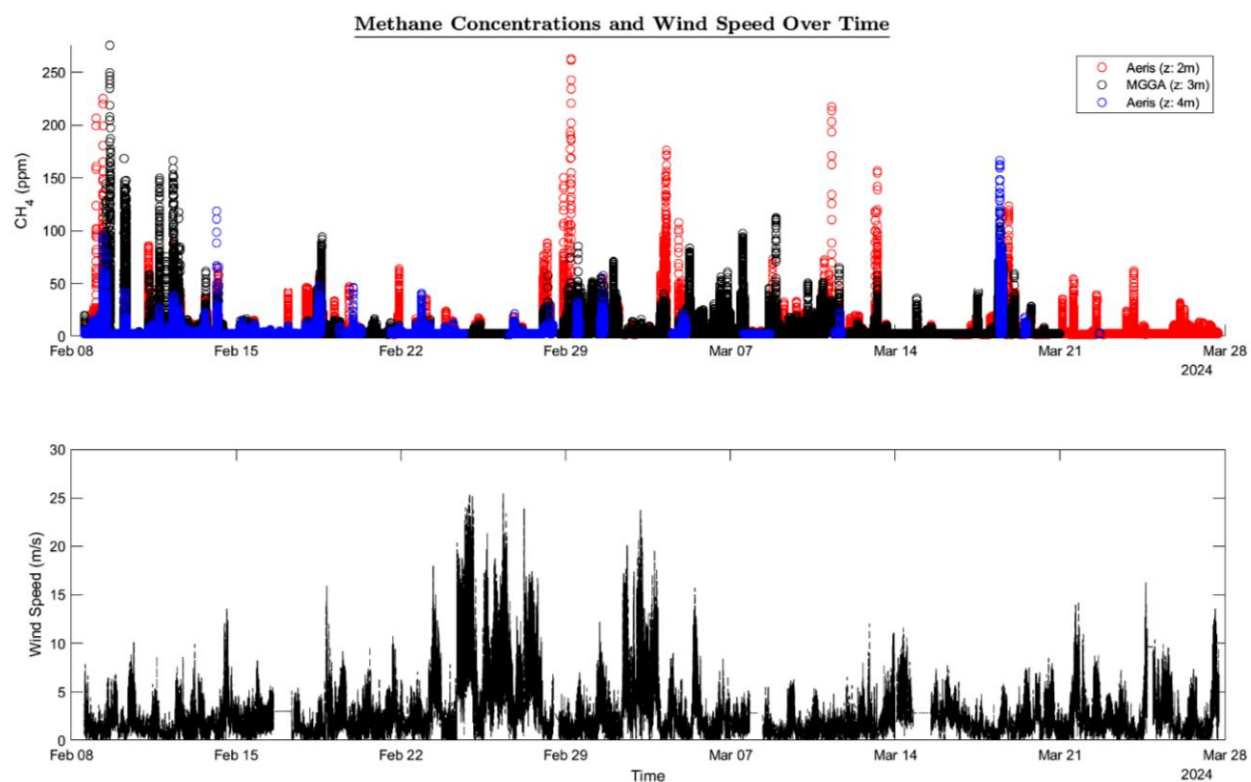 Methane Concentrations and Wind Speed Over Time
CH4 (ppm)
250
200
150
100
50
0
Aeris (z: 2m)
MGGA (z: 3m)
Aeris (z: 4m)
Feb 08 Feb 15 Feb 22 Feb 29 Mar 07 Mar 14 Mar 21 Mar 28
2024
Wind Speed (m/s)
30
25
20
15
10
5
0
Feb 08 Feb 15 Feb 22 Feb 29 Mar 07 Mar 14 Mar 21 Mar 28
2024
Time